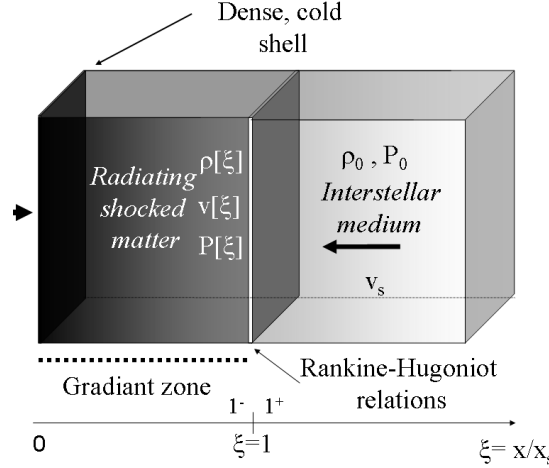 Dense, cold
shell
Radiating
shocked
matter
ρ[ξ]
v[ξ]
P[ξ]
ρ₀ , P₀
Interstellar
medium
vₛ
Gradiant zone
Rankine-Hugoniot
relations
1⁻ 1⁺
0
ξ=1
ξ= x/xₛ